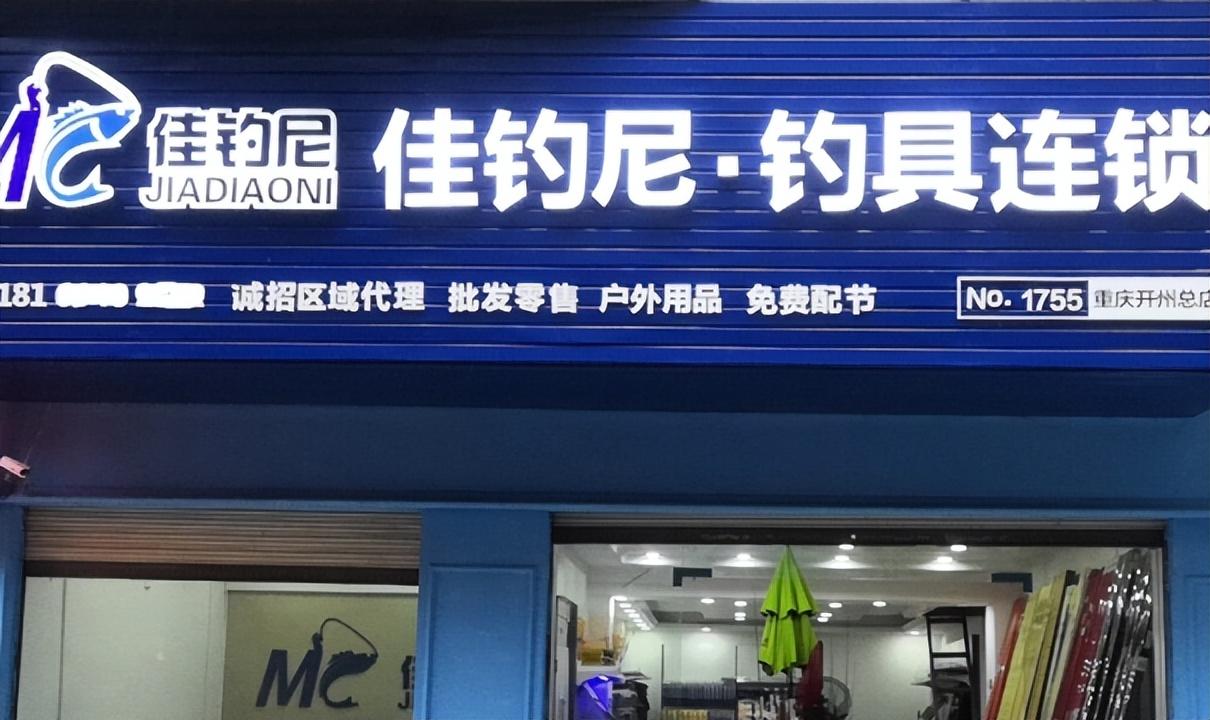 MC 佳钓尼
JIADIAONI
佳钓尼·钓具连锁
181
诚招区域代理 批发零售 户外用品 免费配节
No. 1755 重庆开州总店
MC